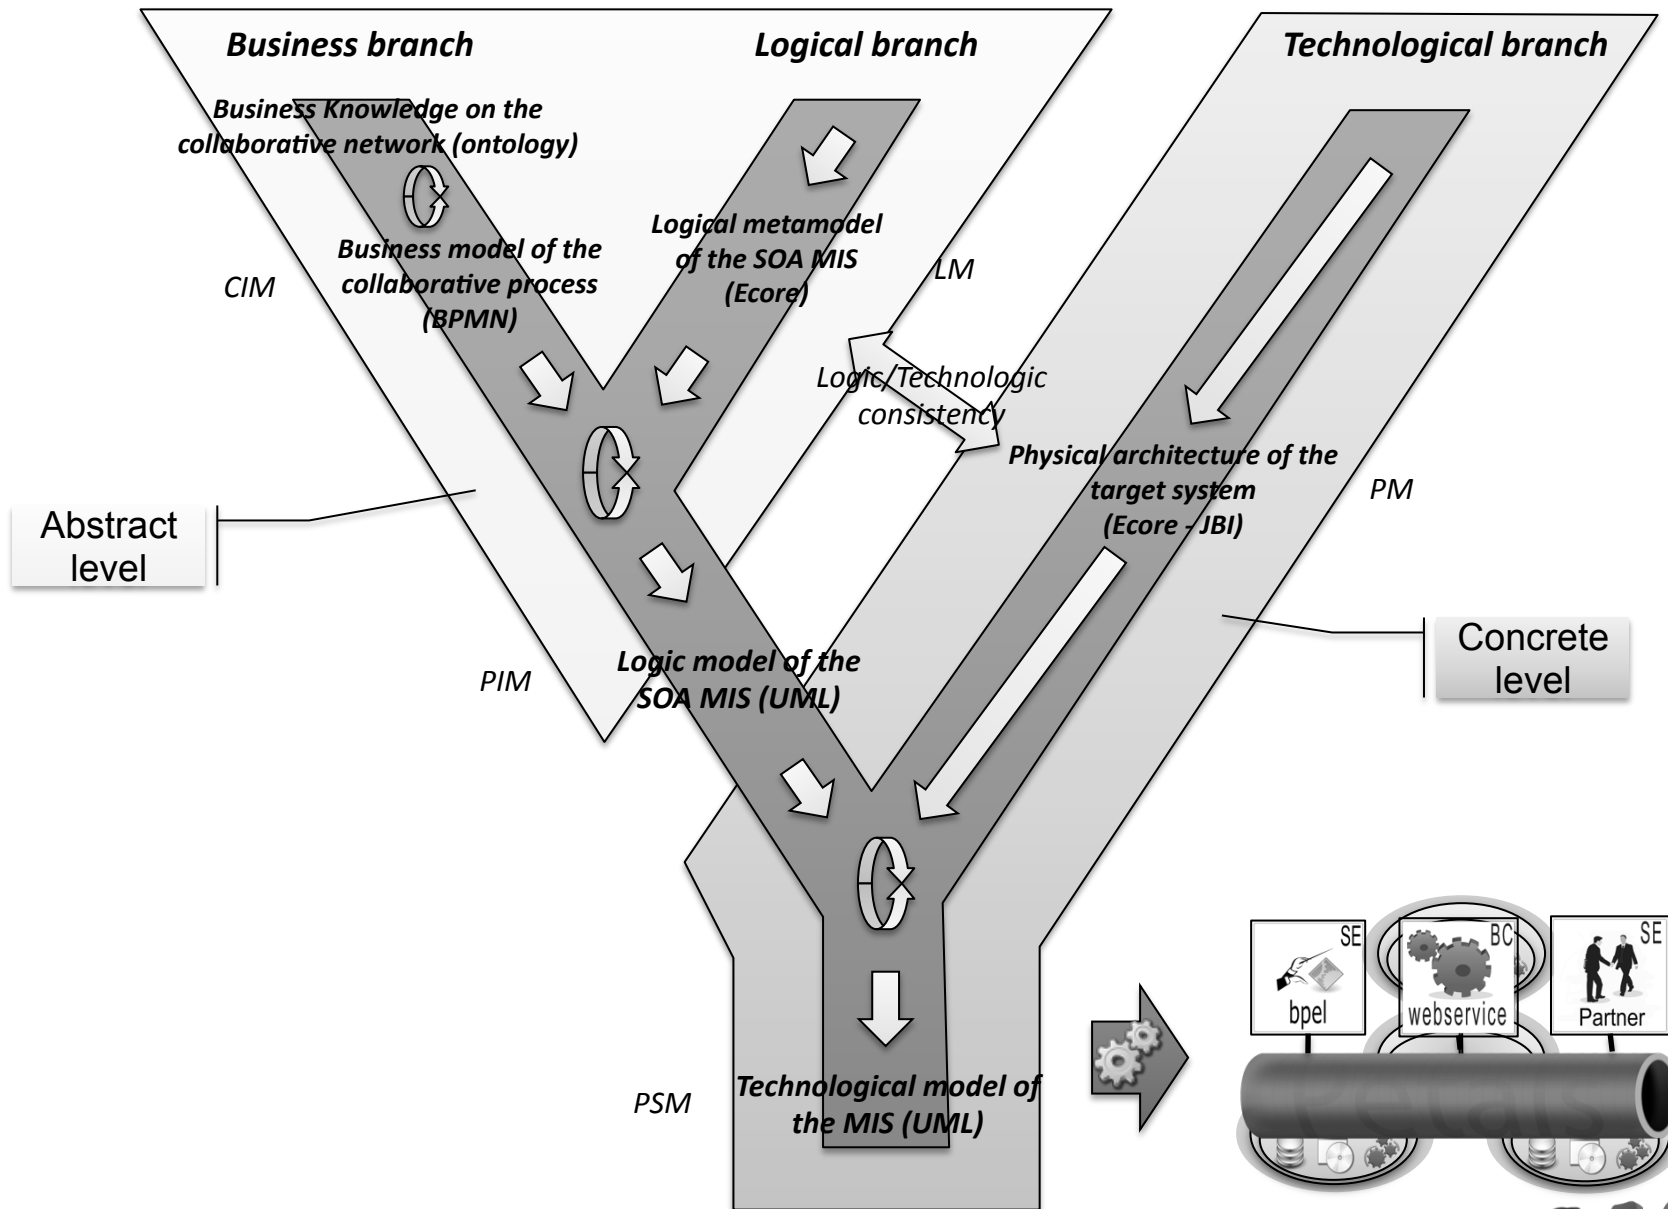 Business branch
Logical branch
Technological branch
Business Knowledge on the
collaborative network (ontology)
Business model of the
collaborative process
(BPMN)
Logical metamodel
of the SOA MIS
(Ecore)
CIM
LM
Logic/Technologic
consistency
Physical architecture of the
target system
(Ecore - JBI)
PM
Abstract
level
Concrete
level
PIM
Logic model of the
SOA MIS (UML)
PSM
Technological model of
the MIS (UML)
SE
bpel
BC
webservice
SE
Partner
Petals